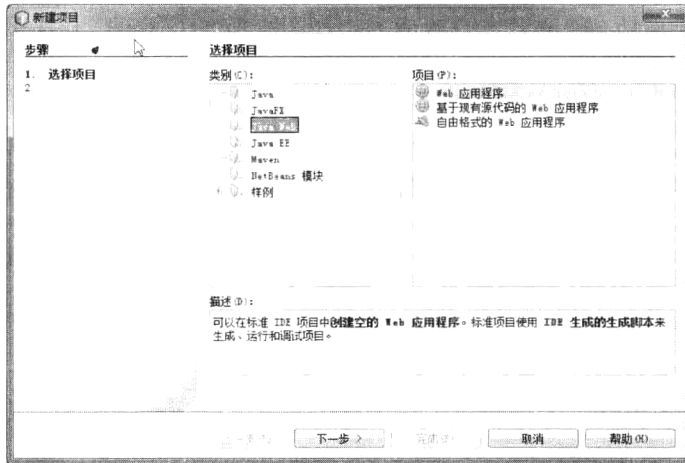 新建项目
步骤
1. 选择项目
2
选择项目
类别(C):
Java
JavaFX
Java Web
Java EE
Maven
NetBeans 模块
样例
项目(P):
Web 应用程序
基于现有源代码的 Web 应用程序
自由格式的 Web 应用程序
描述(D):
可以在标准 IDE 项目中创建空的 Web 应用程序。标准项目使用 IDE 生成的生成脚本来
生成、运行和调试项目。
下一步 >
完成(F)
取消
帮助(H)